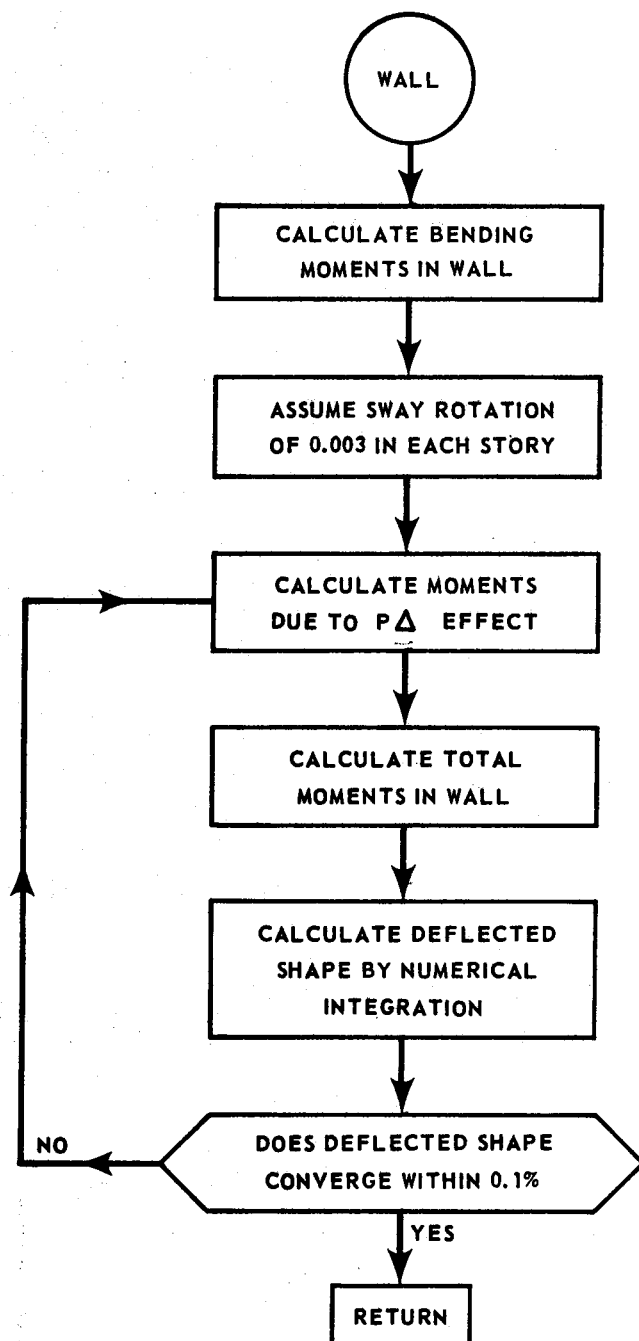 WALL
CALCULATE BENDING
MOMENTS IN WALL
ASSUME SWAY ROTATION
OF 0.003 IN EACH STORY
CALCULATE MOMENTS
DUE TO PΔ EFFECT
CALCULATE TOTAL
MOMENTS IN WALL
CALCULATE DEFLECTED
SHAPE BY NUMERICAL
INTEGRATION
DOES DEFLECTED SHAPE
CONVERGE WITHIN 0.1%
NO
YES
RETURN